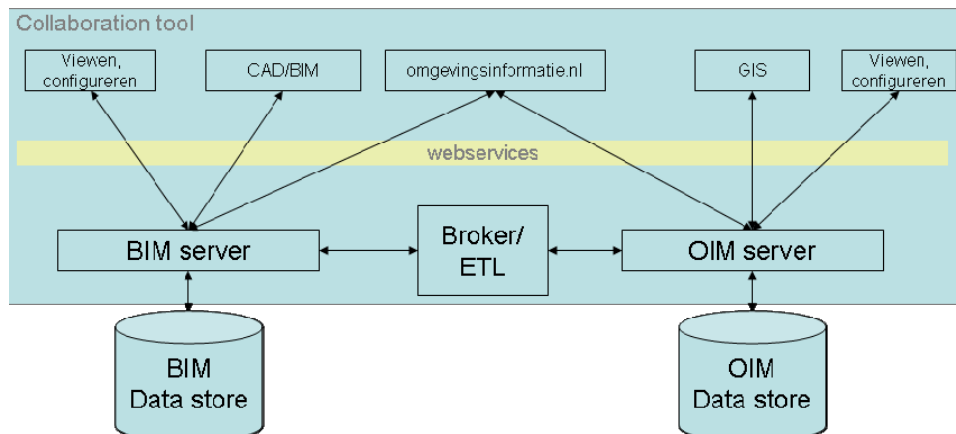 Collaboration tool
Viewen,
configureren
CAD/BIM
omgevingsinformatie.nl
GIS
Viewen,
configureren
webservices
BIM server
Broker/
ETL
OIM server
BIM
Data store
OIM
Data store